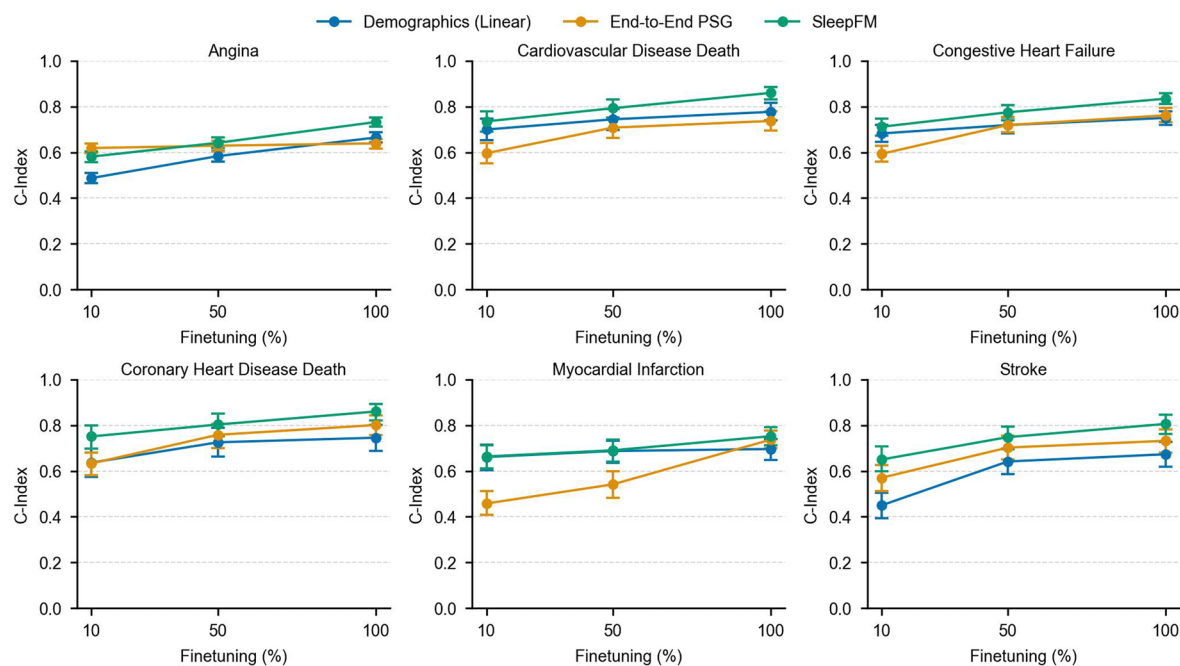 Demographics (Linear) End-to-End PSG SleepFM
Angina
1.0
0.8
0.6
0.4
0.2
0.0
C-Index
10 50 100
Finetuning (%)
Cardiovascular Disease Death
1.0
0.8
0.6
0.4
0.2
0.0
C-Index
10 50 100
Finetuning (%)
Congestive Heart Failure
1.0
0.8
0.6
0.4
0.2
0.0
C-Index
10 50 100
Finetuning (%)
Coronary Heart Disease Death
1.0
0.8
0.6
0.4
0.2
0.0
C-Index
10 50 100
Finetuning (%)
Myocardial Infarction
1.0
0.8
0.6
0.4
0.2
0.0
C-Index
10 50 100
Finetuning (%)
Stroke
1.0
0.8
0.6
0.4
0.2
0.0
C-Index
10 50 100
Finetuning (%)